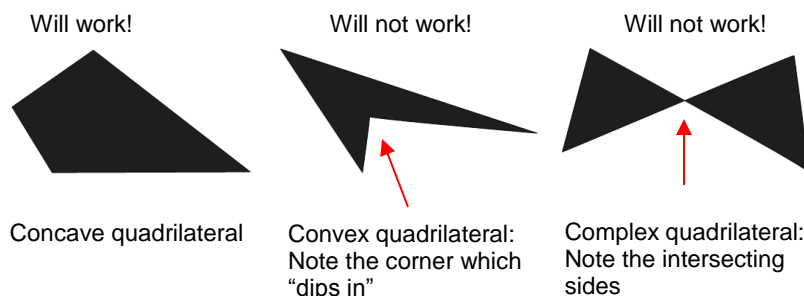 Will work!
Will not work!
Will not work!
Concave quadrilateral
Convex quadrilateral:
Note the corner which
“dips in”
Complex quadrilateral:
Note the intersecting
sides